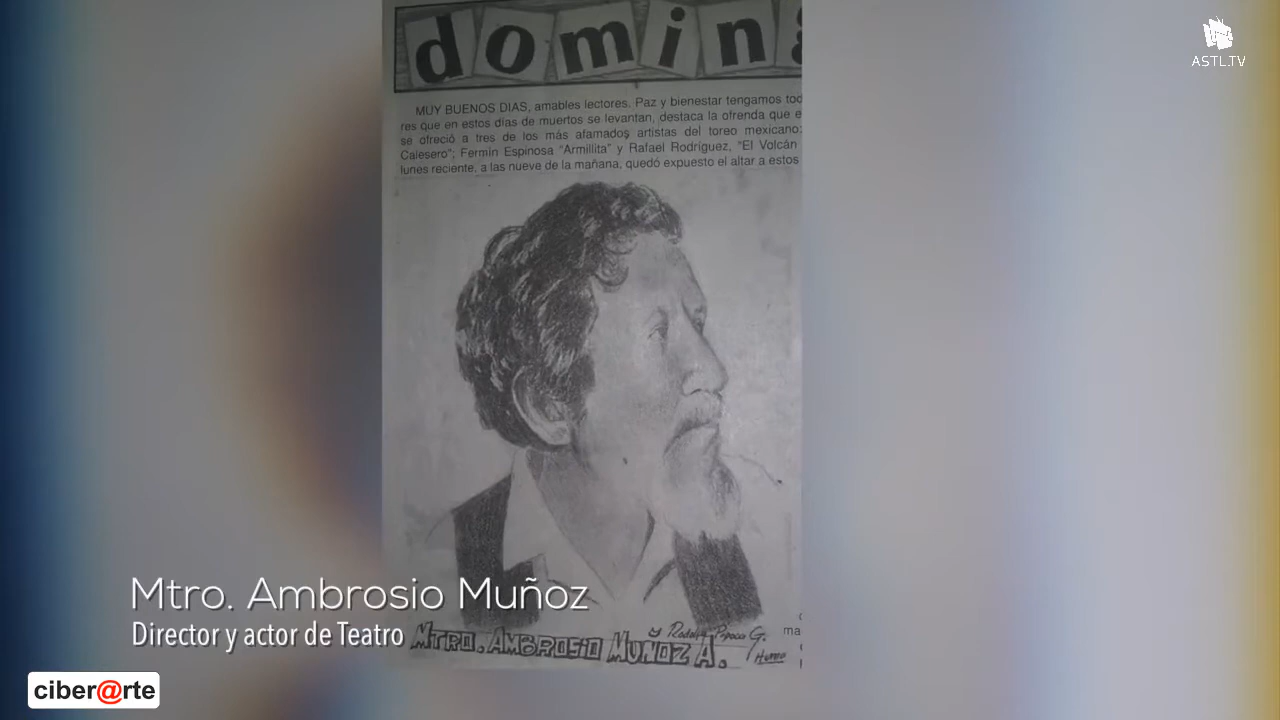 domin
ASTL.TV
MUY BUENOS DIAS, amables lectores. Paz y bienestar tengamos tod
res que en estos días de muertos se levantan, destaca la ofrenda que e
se ofreció a tres de los más afamados artistas del toreo mexicano:
Calesero"; Fermín Espinosa "Armillita" y Rafael Rodríguez, "El Volcán
lunes reciente, a las nueve de la mañana, quedó expuesto el altar a estos
Mtro. Ambrosio Muñoz
Director y actor de Teatro
MTRO. AMBROSIO MUÑOZ A.
ma
ciber@rte